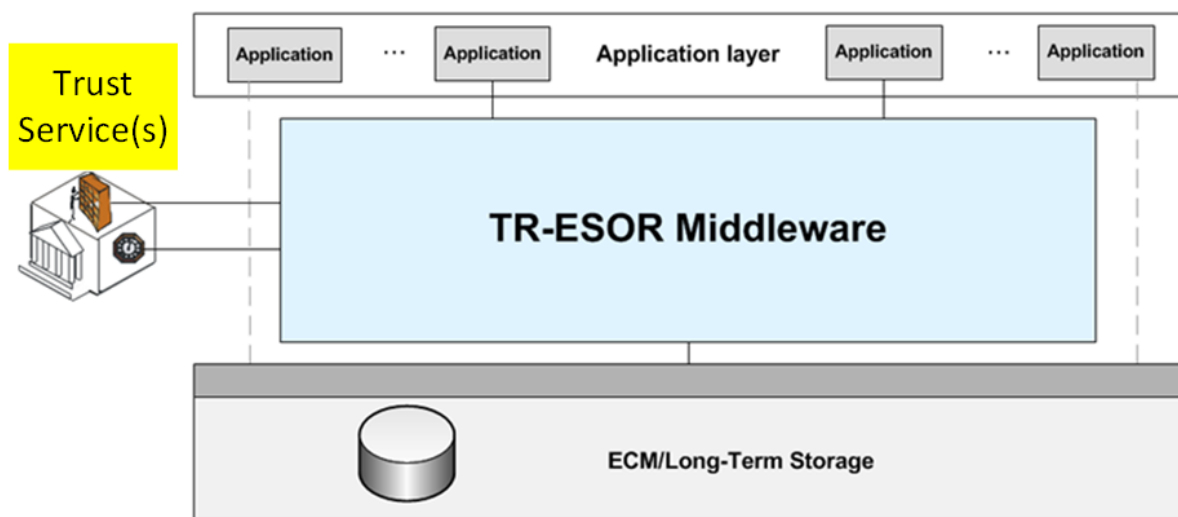 Application ... Application Application layer Application ... Application
Trust
Service(s)
TR-ESOR Middleware
ECM/Long-Term Storage